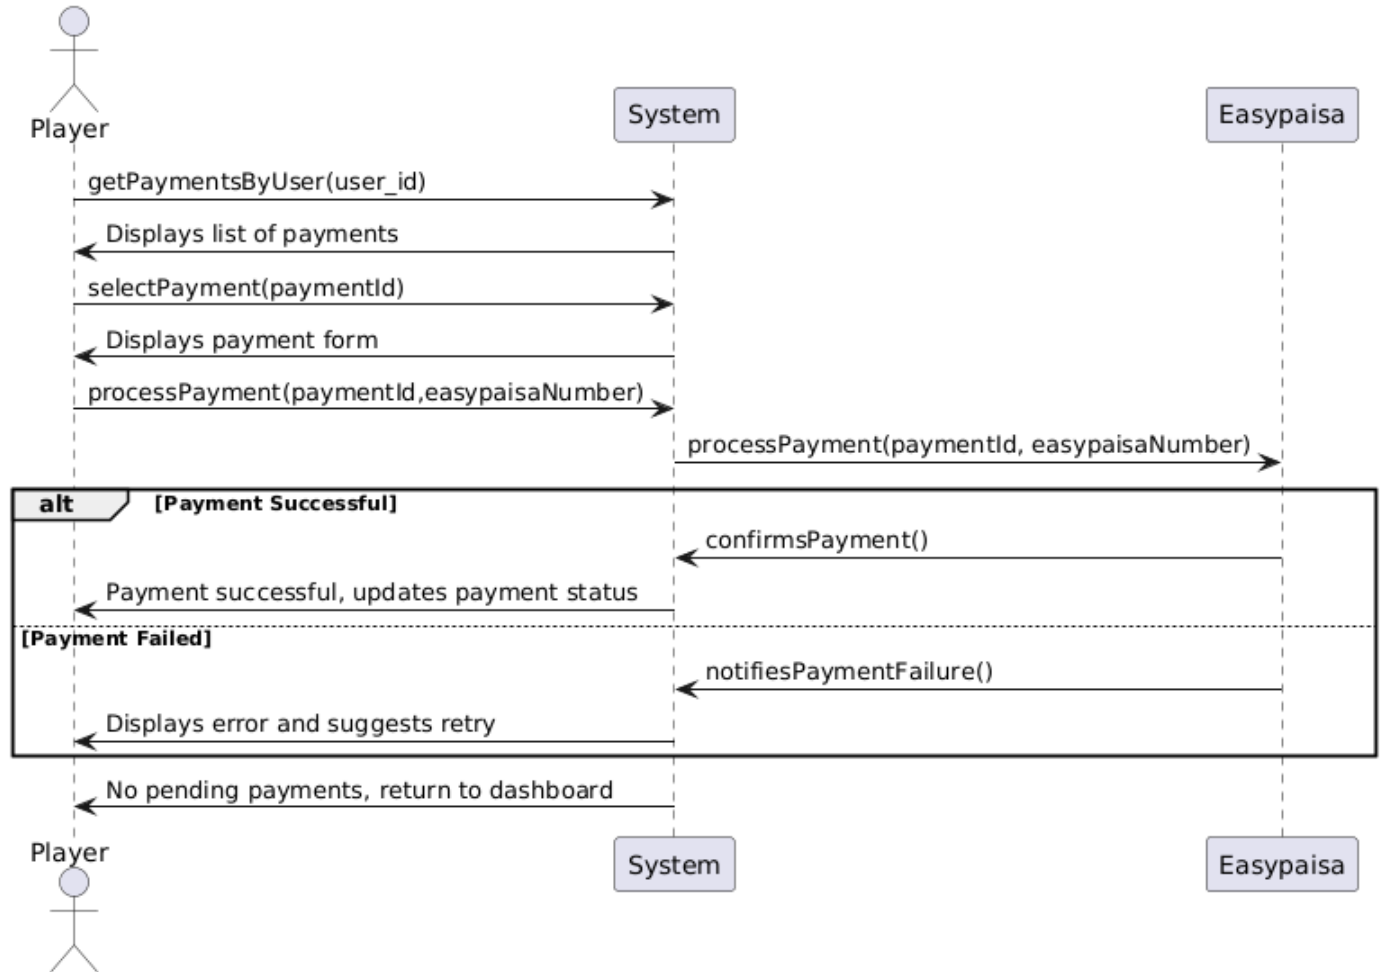 Player
System
Easypaisa
getPaymentsByUser(user_id)
Displays list of payments
selectPayment(paymentId)
Displays payment form
processPayment(paymentId,easypaisaNumber)
processPayment(paymentId, easypaisaNumber)
alt
[Payment Successful]
confirmsPayment()
Payment successful, updates payment status
[Payment Failed]
notifiesPaymentFailure()
Displays error and suggests retry
No pending payments, return to dashboard
Player
System
Easypaisa